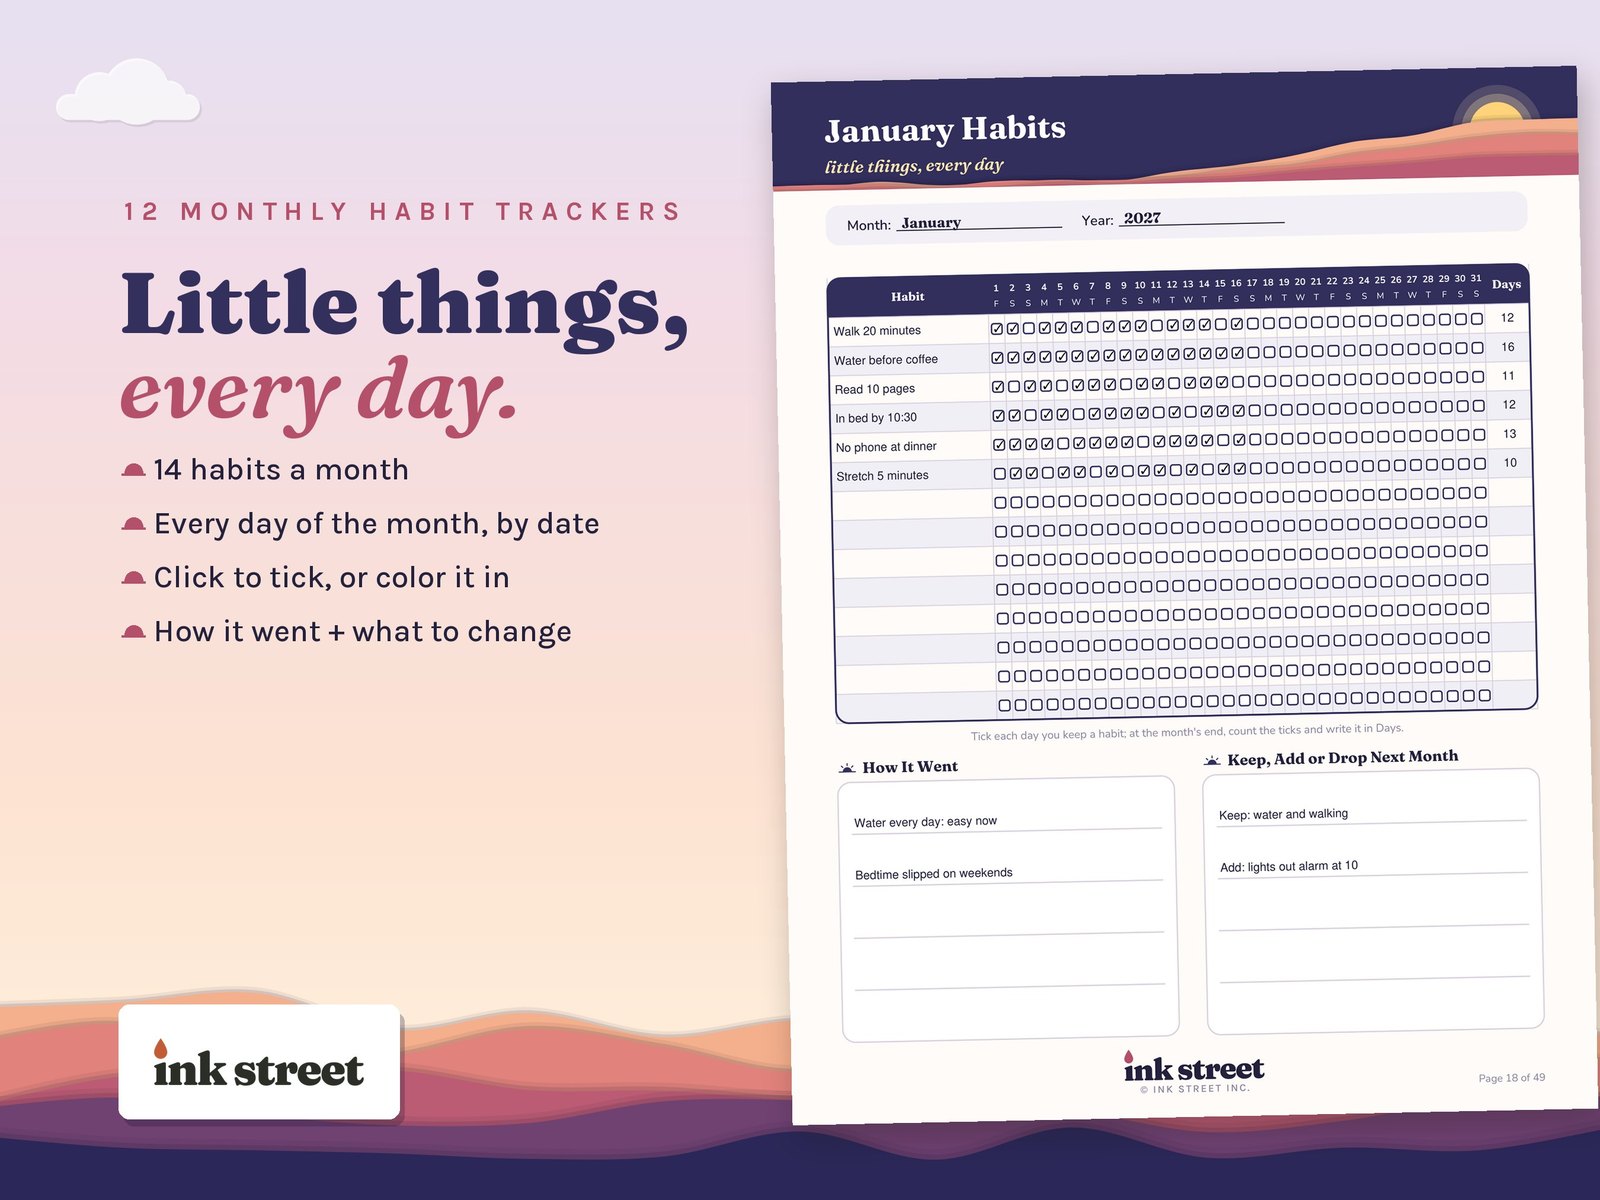 12 MONTHLY HABIT TRACKERS
Little things,
every day.
14 habits a month
Every day of the month, by date
Click to tick, or color it in
How it went + what to change
ink street
January Habits
little things, every day
Month: January Year: 2027
Habit 1 2 3 4 5 6 7 8 9 10 11 12 13 14 15 16 17 18 19 20 21 22 23 24 25 26 27 28 29 30 31 Days
F S S M T W T F S S M T W T F S S M T W T F S S M T W T F S S
Walk 20 minutes 12
Water before coffee 16
Read 10 pages 11
In bed by 10:30 12
No phone at dinner 13
Stretch 5 minutes 10
Tick each day you keep a habit; at the month's end, count the ticks and write it in Days.
How It Went
Water every day: easy now
Bedtime slipped on weekends
Keep, Add or Drop Next Month
Keep: water and walking
Add: lights out alarm at 10
ink street
© INK STREET INC.
Page 18 of 49